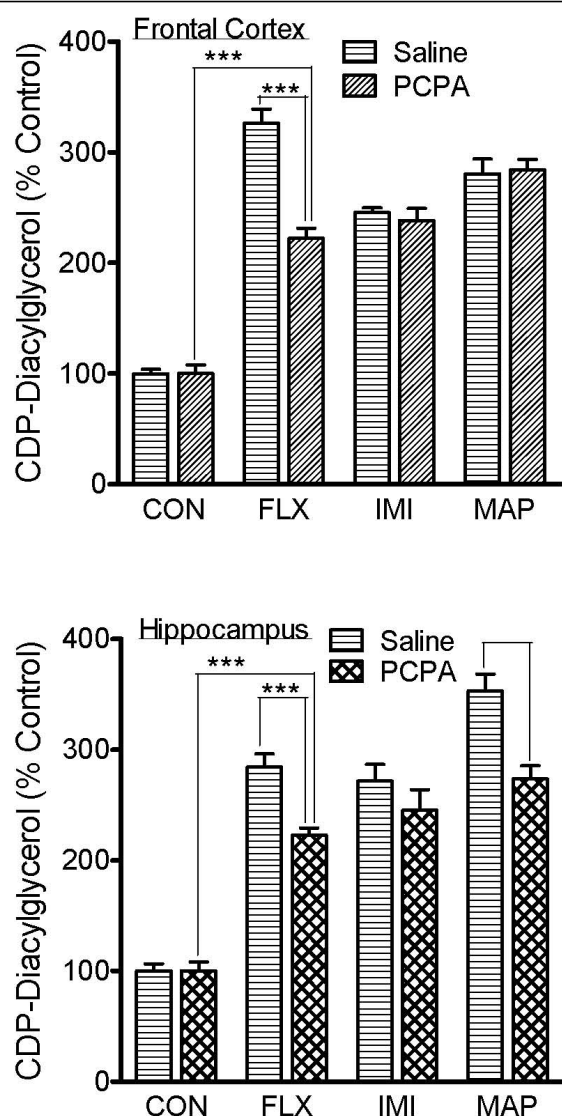 Frontal Cortex
CDP-Diacylglycerol (% Control)
400
300
200
100
0
***
***
Saline
PCPA
CON FLX IMI MAP
Hippocampus
CDP-Diacylglycerol (% Control)
400
300
200
100
0
***
***
Saline
PCPA
CON FLX IMI MAP